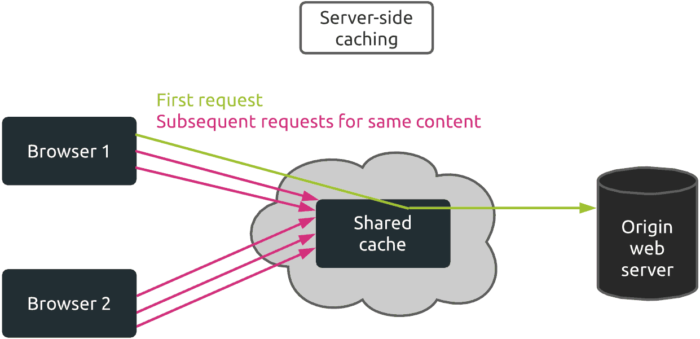 Server-side
caching
First request
Subsequent requests for same content
Browser 1
Shared
cache
Origin
web
server
Browser 2